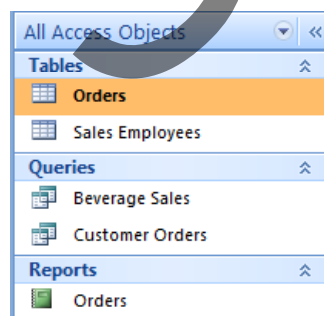 All Access Objects
Tables
Orders
Sales Employees
Queries
Beverage Sales
Customer Orders
Reports
Orders